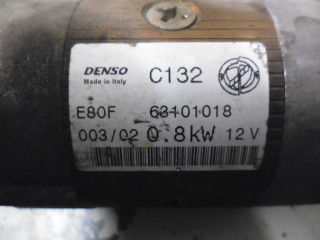 DENSO C132
Made in Italy
E80F 63101018
003/02 0.8kW 12V